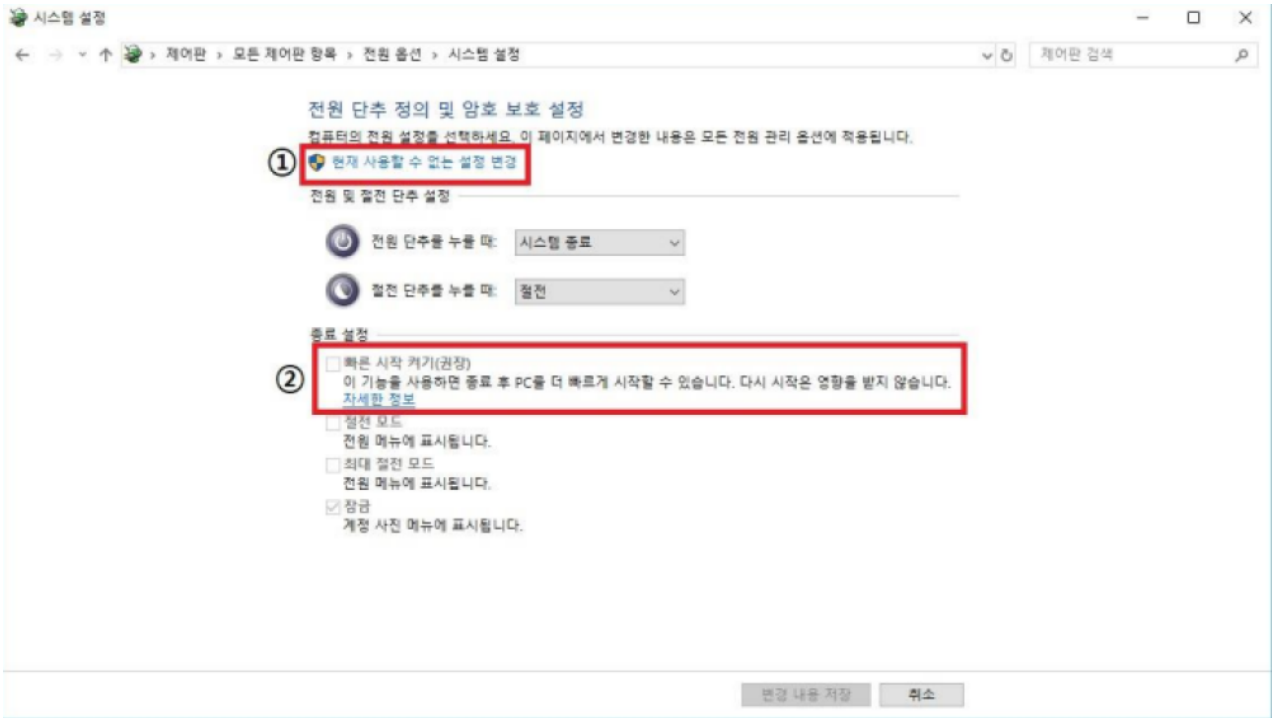 시스템 설정
제어판 › 모든 제어판 항목 › 전원 옵션 › 시스템 설정
제어판 검색
전원 단추 정의 및 암호 보호 설정
컴퓨터의 전원 설정을 선택하세요. 이 페이지에서 변경한 내용은 모든 전원 관리 옵션에 적용됩니다.
① 현재 사용할 수 없는 설정 변경
전원 및 절전 단추 설정
전원 단추를 누를 때: 시스템 종료
절전 단추를 누를 때: 절전
종료 설정
빠른 시작 켜기(권장)
② 이 기능을 사용하면 종료 후 PC을 더 빠르게 시작할 수 있습니다. 다시 시작은 영향을 받지 않습니다.
자세한 정보
절전 모드
전원 메뉴에 표시됩니다.
최대 절전 모드
전원 메뉴에 표시됩니다.
잠금
계정 사진 메뉴에 표시됩니다.
변경 내용 저장 취소